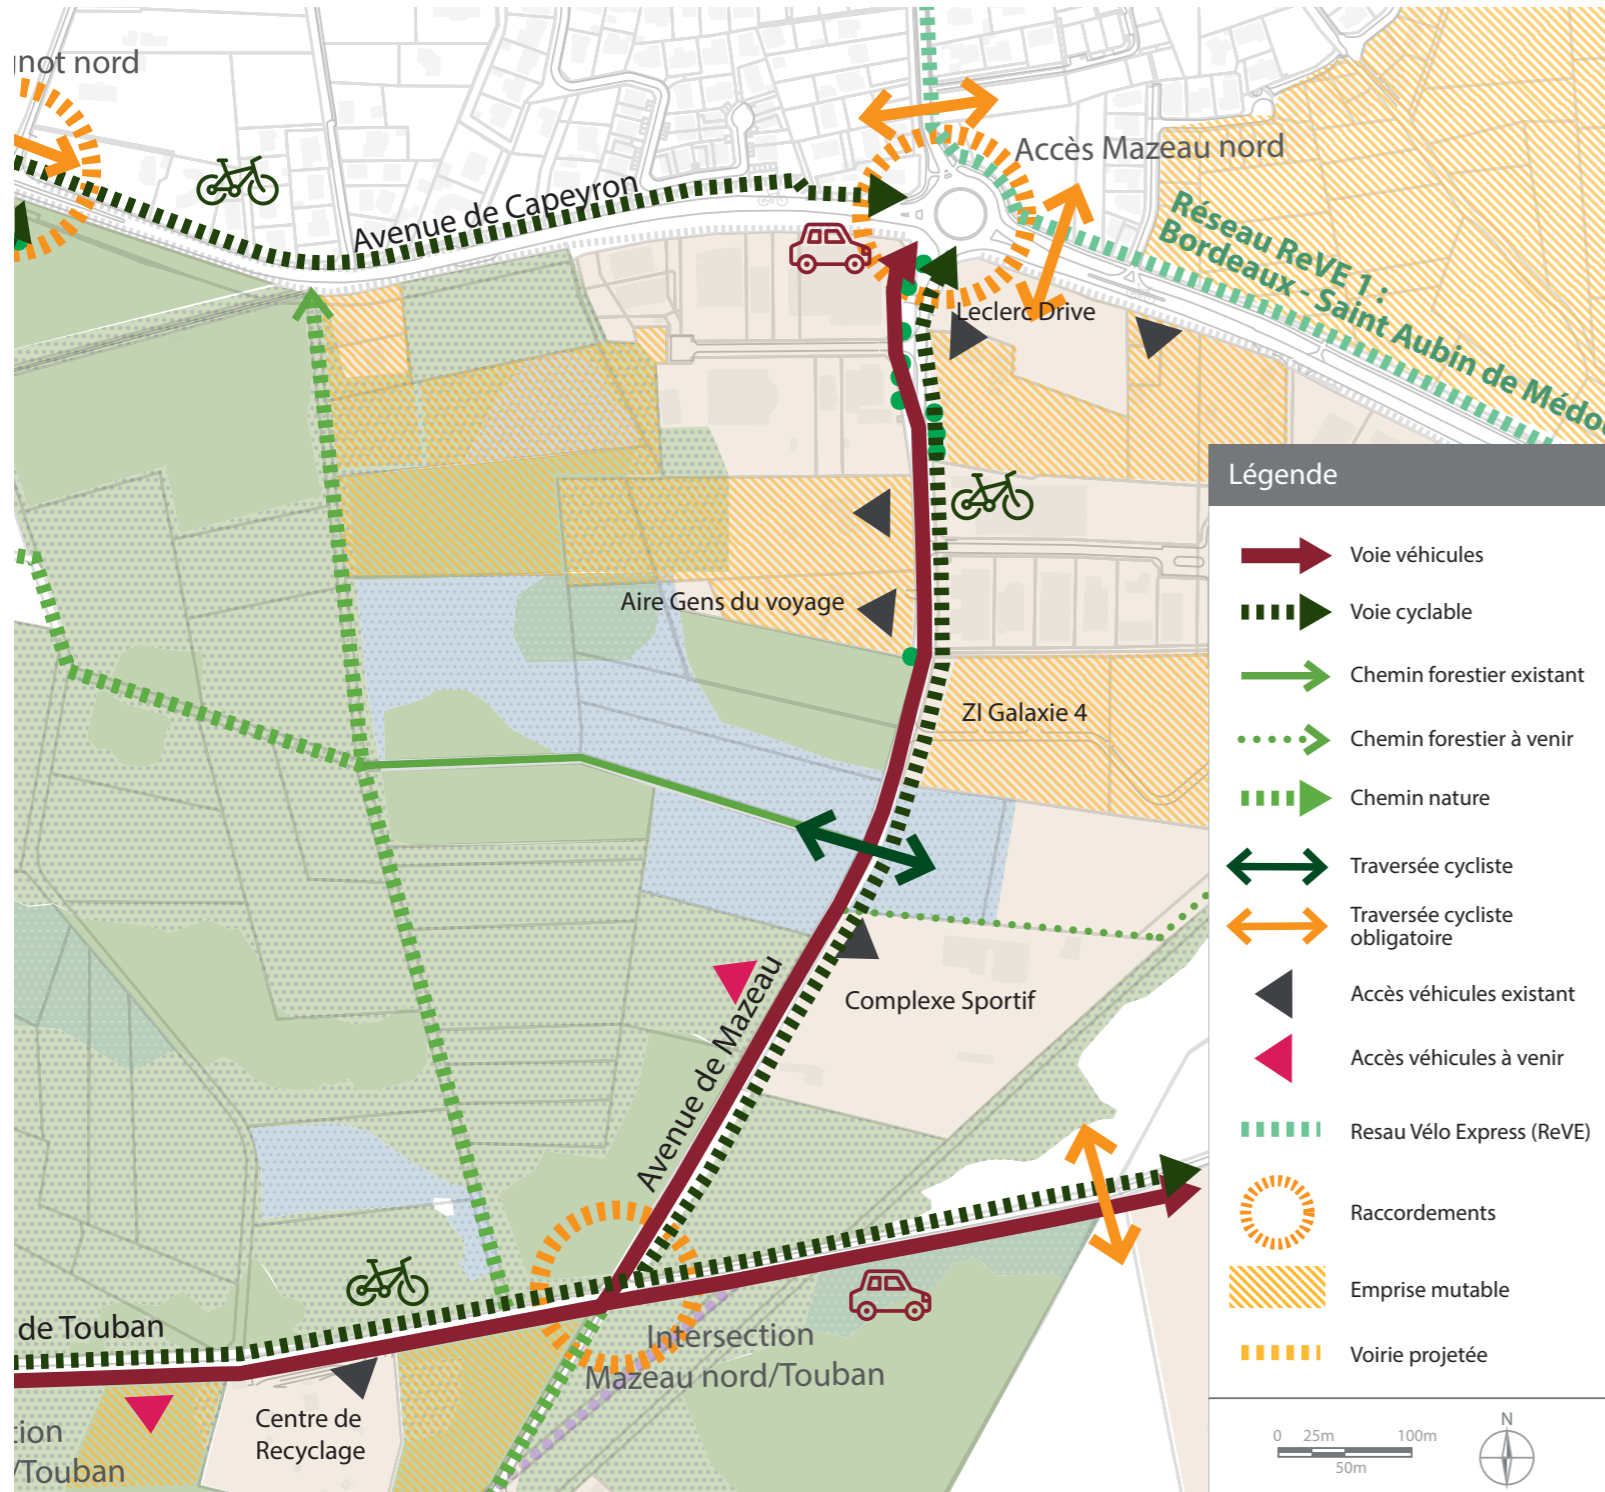 gnot nord
Accès Mazeau nord
Avenue de Capeyron
Réseau ReVE 1 :
Bordeaux - Saint Aubin de Médo
Leclerc Drive
Légende
Voie véhicules
Voie cyclable
Chemin forestier existant
Chemin forestier à venir
Chemin nature
Traversée cycliste
Traversée cycliste
obligatoire
Accès véhicules existant
Accès véhicules à venir
Resau Vélo Express (ReVE)
Raccordements
Emprise mutable
Voirie projetée
0 25m 100m
50m
N
Aire Gens du voyage
ZI Galaxie 4
Complexe Sportif
Avenue de Mazeau
de Touban
Intersection
Mazeau nord/Touban
Centre de
Recyclage
tion
/Touban